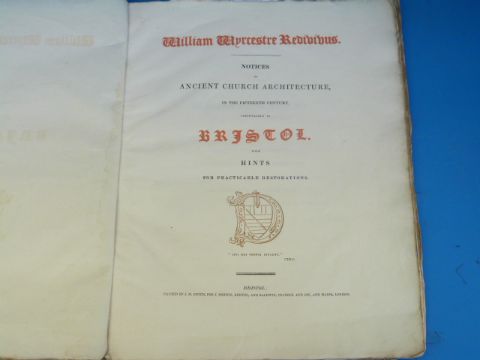 William Wyrcestre Redivivus.
NOTICES
OF
ANCIENT CHURCH ARCHITECTURE,
IN THE FIFTEENTH CENTURY,
PARTICULARLY IN
BRISTOL.
WITH
HINTS
FOR PRACTICABLE RESTORATIONS.
BRISTOL: